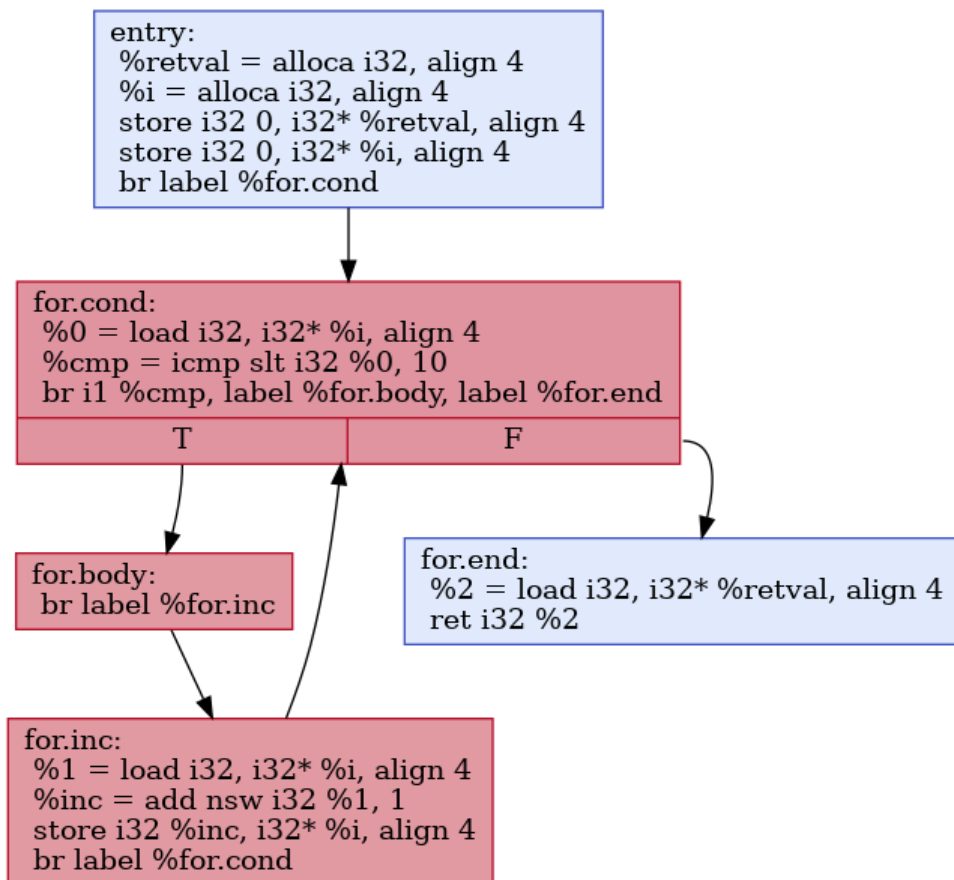 entry:
%retval = alloca i32, align 4
%i = alloca i32, align 4
store i32 0, i32* %retval, align 4
store i32 0, i32* %i, align 4
br label %for.cond
for.cond:
%0 = load i32, i32* %i, align 4
%cmp = icmp slt i32 %0, 10
br i1 %cmp, label %for.body, label %for.end
T
F
for.body:
br label %for.inc
for.end:
%2 = load i32, i32* %retval, align 4
ret i32 %2
for.inc:
%1 = load i32, i32* %i, align 4
%inc = add nsw i32 %1, 1
store i32 %inc, i32* %i, align 4
br label %for.cond